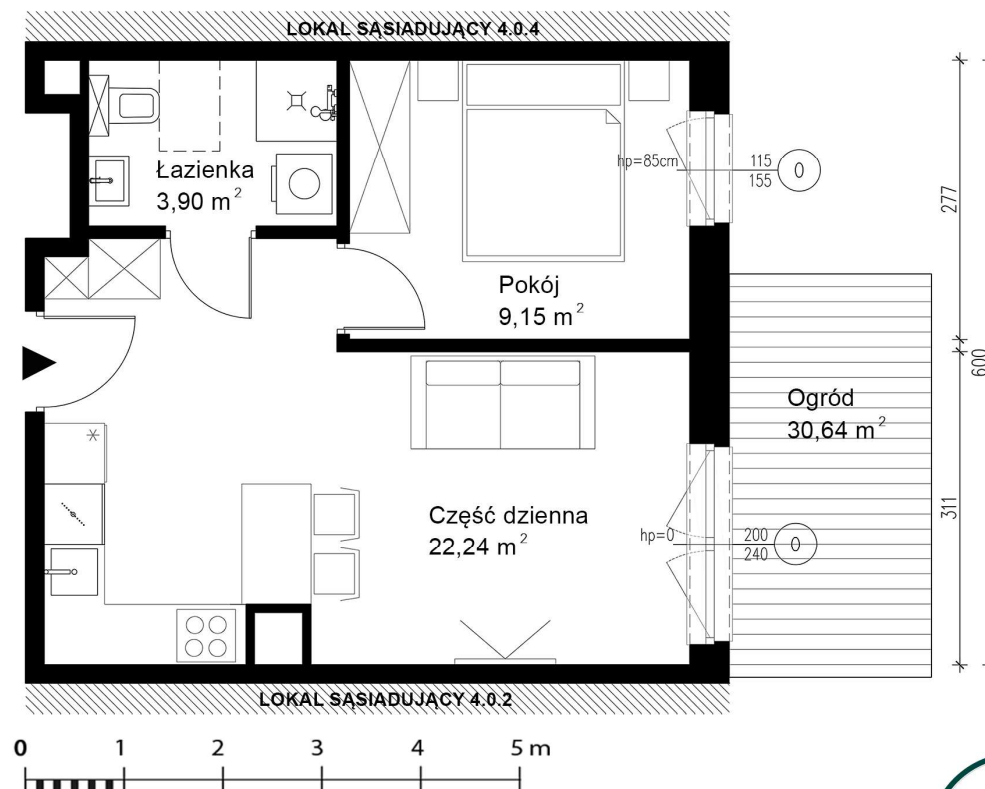 LOKAL SĄSIADUJĄCY 4.0.4
Łazienka
3,90 m²
hp=85cm
115
155
0
277
Pokój
9,15 m²
600
Ogród
30,64 m²
*
Część dzienna
22,24 m²
hp=0
200
240
0
311
LOKAL SĄSIADUJĄCY 4.0.2
0 1 2 3 4 5 m